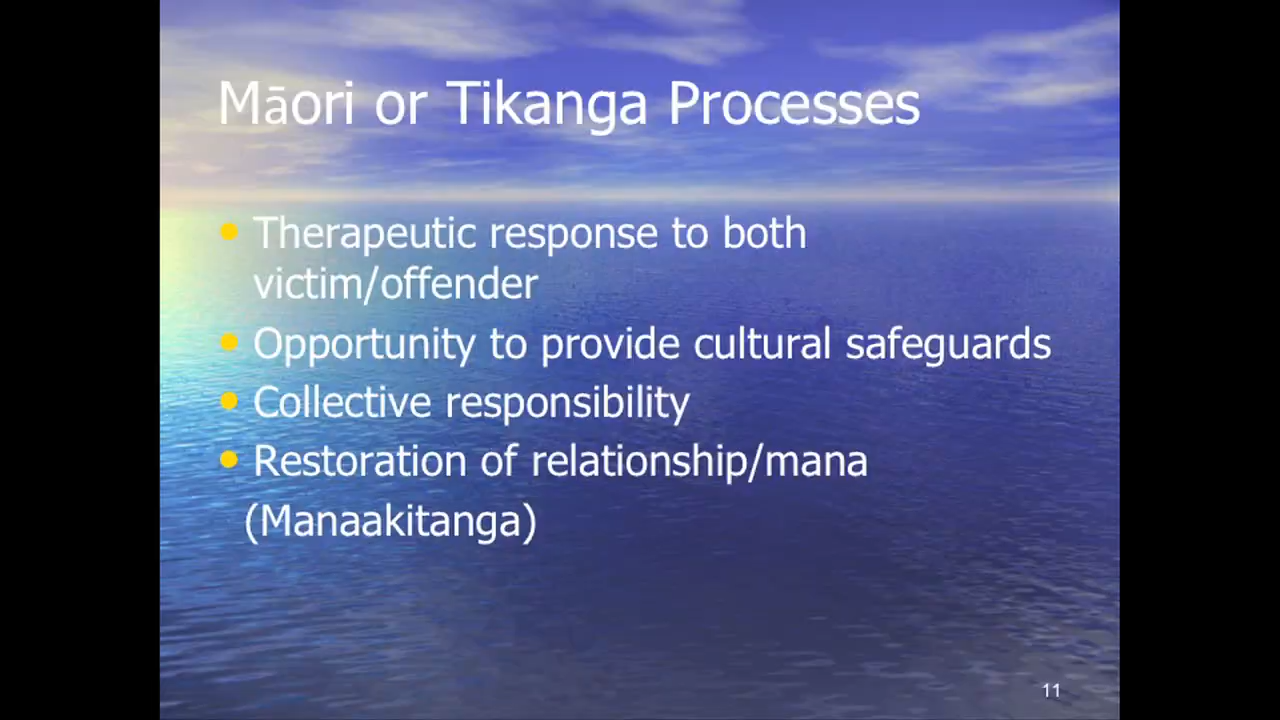 Māori or Tikanga Processes
• Therapeutic response to both
victim/offender
• Opportunity to provide cultural safeguards
• Collective responsibility
• Restoration of relationship/mana
(Manaakitanga)
11